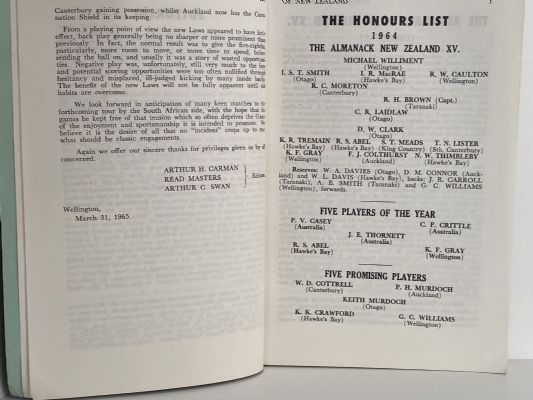 Canterbury gaining possession, whilst Auckland now has the Coro-
nation Shield in its keeping.
From a playing point of view the new Laws appeared to have little
effect, back play generally being no sharper or more prominent than
previously. In fact, the normal result was to give the five-eighths,
particularly, more room to move, or more time to spend, before
sending the ball on, and usually it was a story of wasted opportuni-
ties. Negative play was, unfortunately, still very much to the fore
and potential scoring opportunities were too often nullified through
hesitancy and misplaced, ill-judged kicking by many inside backs.
The benefit of the new Laws will not be fully apparent until such
habits are overcome.
We look forward in anticipation of many keen matches to the
forthcoming tour by the South African side, with the hope that the
games be kept free of that tension which so often deprives the Game
of the enjoyment and sportsmanship it is intended to promote. We
believe it is the desire of all that no "incident" crops up to mar
what should be classic engagements.
Again we offer our sincere thanks for privileges given us by all
concerned.
ARTHUR H. CARMAN
READ MASTERS
ARTHUR C. SWAN
Editors
Wellington,
March 31, 1965.
OF NEW ZEALAND
THE HONOURS LIST
1964
THE ALMANACK NEW ZEALAND XV.
MICHAEL WILLIMENT
(Wellington)
I. S. T. SMITH I. R. MacRAE R. W. CAULTON
(Otago) (Hawke's Bay) (Wellington)
R. C. MORETON
(Canterbury)
R. H. BROWN (Capt.)
(Taranaki)
C. R. LAIDLAW
(Otago)
D. W. CLARK
(Otago)
K. R. TREMAIN R. S. ABEL S. T. MEADS T. N. LISTER
(Hawke's Bay) (Hawke's Bay) (King Country) (Sth. Canterbury)
K. F. GRAY F. J. COLTHURST N. W. THIMBLEBY
(Wellington) (Auckland) (Hawke's Bay)
Reserves: W. A. DAVIES (Otago), D. M. CONNOR (Auck-
land) and W. L. DAVIS (Hawke's Bay), backs; J. R. CARROLL
(Taranaki), A. E. SMITH (Taranaki) and G. C. WILLIAMS
(Wellington), forwards.
FIVE PLAYERS OF THE YEAR
P. V. CASEY C. P. CRITTLE
(Australia) (Australia)
J. E. THORNETT
(Australia)
R. S. ABEL K. F. GRAY
(Hawke's Bay) (Wellington)
FIVE PROMISING PLAYERS
W. D. COTTRELL P. H. MURDOCH
(Canterbury) (Auckland)
KEITH MURDOCH
(Otago)
K. K. CRAWFORD G. C. WILLIAMS
(Hawke's Bay) (Wellington)